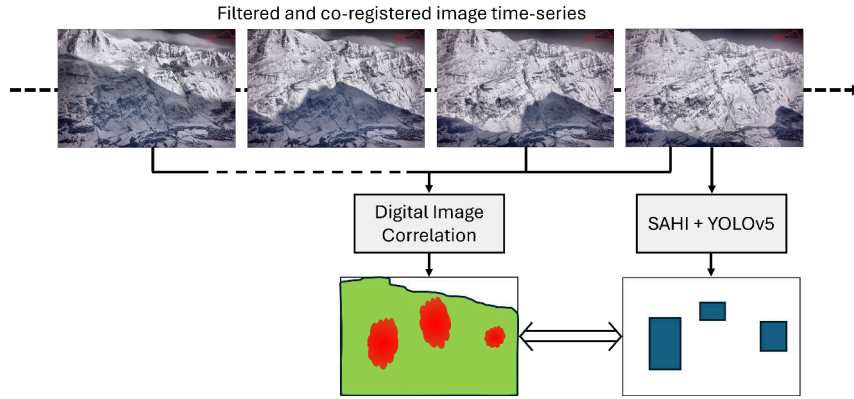 Filtered and co-registered image time-series
Digital Image
Correlation
SAHI + YOLOv5